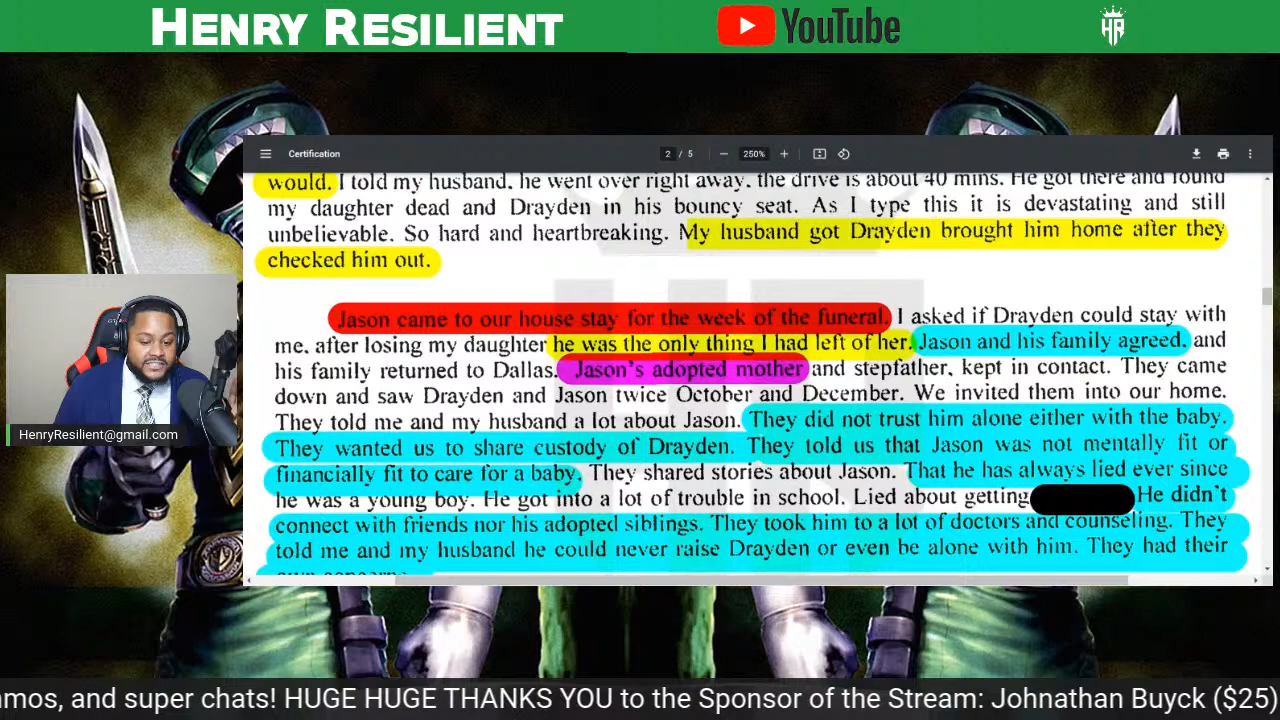 HENRY RESILIENT
YouTube
HR
Certification
2 / 5
250%
would. I told my husband, he went over right away, the drive is about 40 mins. He got there and found
my daughter dead and Drayden in his bouncy seat. As I type this it is devastating and still
unbelievable. So hard and heartbreaking. My husband got Drayden brought him home after they
checked him out.
Jason came to our house stay for the week of the funeral. I asked if Drayden could stay with
me, after losing my daughter he was the only thing I had left of her. Jason and his family agreed, and
his family returned to Dallas. Jason's adopted mother and stepfather, kept in contact. They came
down and saw Drayden and Jason twice October and December. We invited them into our home.
They told me and my husband a lot about Jason. They did not trust him alone either with the baby.
They wanted us to share custody of Drayden. They told us that Jason was not mentally fit or
financially fit to care for a baby. They shared stories about Jason. That he has always lied ever since
he was a young boy. He got into a lot of trouble in school. Lied about getting He didn't
connect with friends nor his adopted siblings. They took him to a lot of doctors and counseling. They
told me and my husband he could never raise Drayden or even be alone with him. They had their
HenryResilient@gmail.com
mos, and super chats! HUGE HUGE THANKS YOU to the Sponsor of the Stream: Johnathan Buyck ($25)